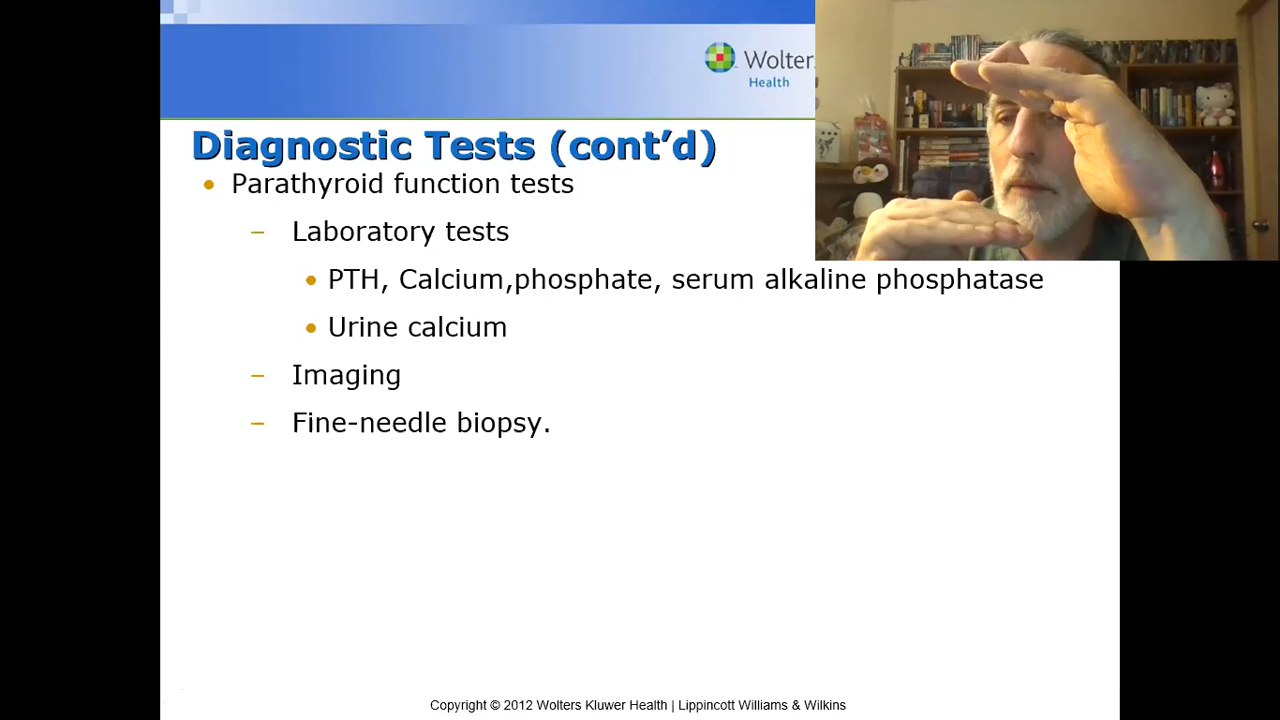 Wolters
Health
Diagnostic Tests (cont’d)
• Parathyroid function tests
– Laboratory tests
• PTH, Calcium,phosphate, serum alkaline phosphatase
• Urine calcium
– Imaging
– Fine-needle biopsy.
Copyright © 2012 Wolters Kluwer Health | Lippincott Williams & Wilkins